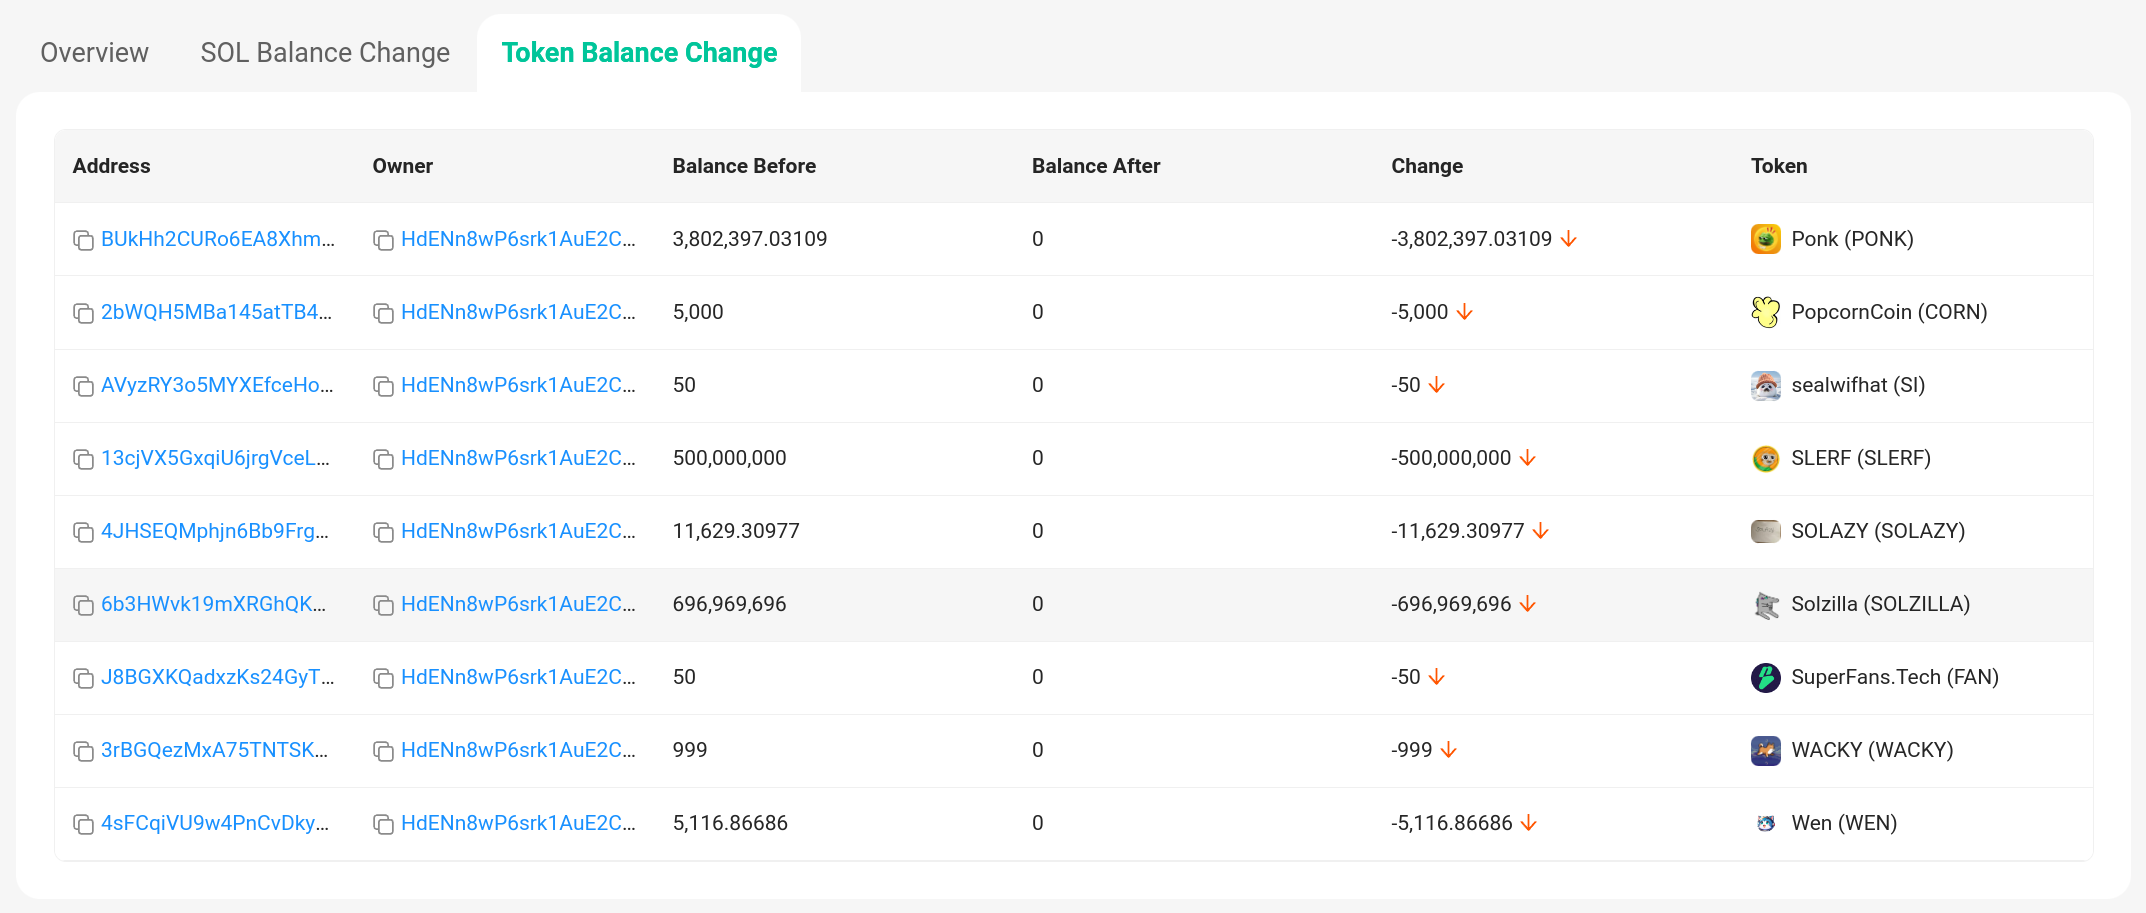 Overview SOL Balance Change Token Balance Change
Address Owner Balance Before Balance After Change Token
BUkHh2CURo6EA8Xhm... HdENn8wP6srk1AuE2C... 3,802,397.03109 0 -3,802,397.03109 Ponk (PONK)
2bWQH5MBa145atTB4... HdENn8wP6srk1AuE2C... 5,000 0 -5,000 PopcornCoin (CORN)
AVyzRY3o5MYXEfceHo... HdENn8wP6srk1AuE2C... 50 0 -50 sealwifhat (SI)
13cjVX5GxqiU6jrgVceL... HdENn8wP6srk1AuE2C... 500,000,000 0 -500,000,000 SLERF (SLERF)
4JHSEQMphjn6Bb9Frg... HdENn8wP6srk1AuE2C... 11,629.30977 0 -11,629.30977 SOLAZY (SOLAZY)
6b3HWvk19mXRGhQK... HdENn8wP6srk1AuE2C... 696,969,696 0 -696,969,696 Solzilla (SOLZILLA)
J8BGXKQadxzKs24GyT... HdENn8wP6srk1AuE2C... 50 0 -50 SuperFans.Tech (FAN)
3rBGQezMxA75TNTSK... HdENn8wP6srk1AuE2C... 999 0 -999 WACKY (WACKY)
4sFCqiVU9w4PnCvDky... HdENn8wP6srk1AuE2C... 5,116.86686 0 -5,116.86686 Wen (WEN)